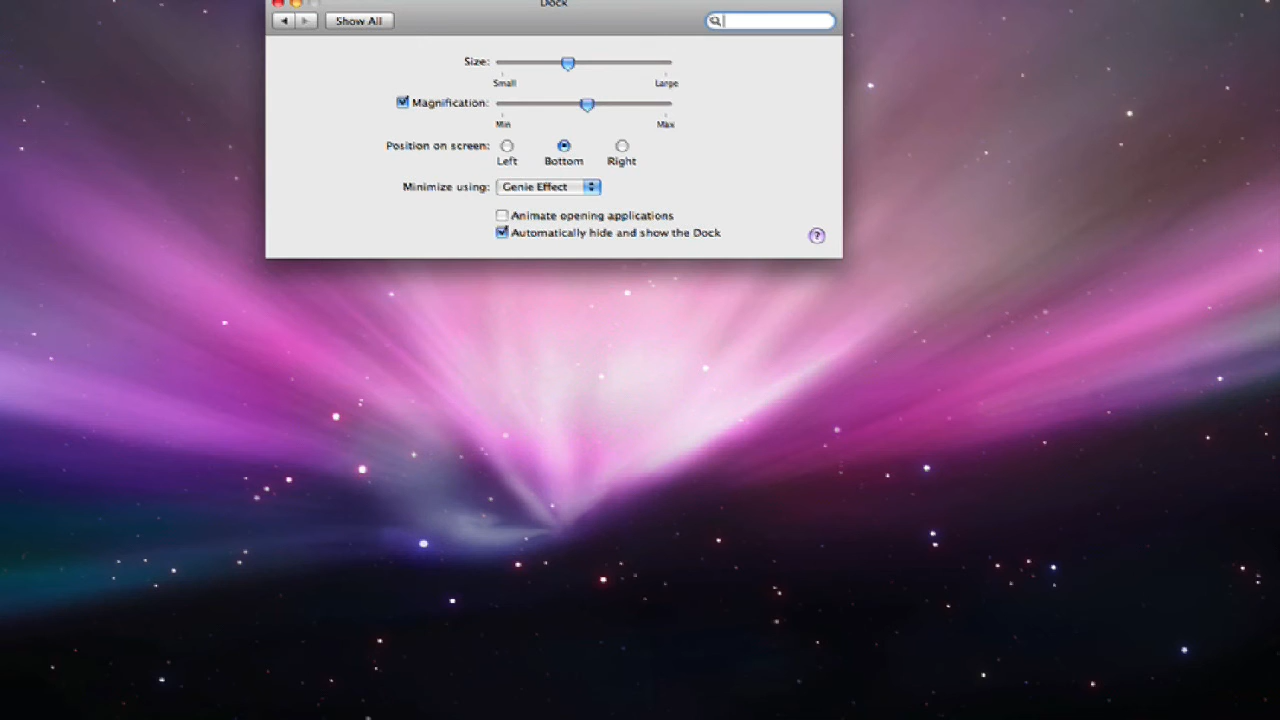 Dock
Show All
Size:
Small Large
Magnification:
Min Max
Position on screen:
Left Bottom Right
Minimize using: Genie Effect
Animate opening applications
Automatically hide and show the Dock
?